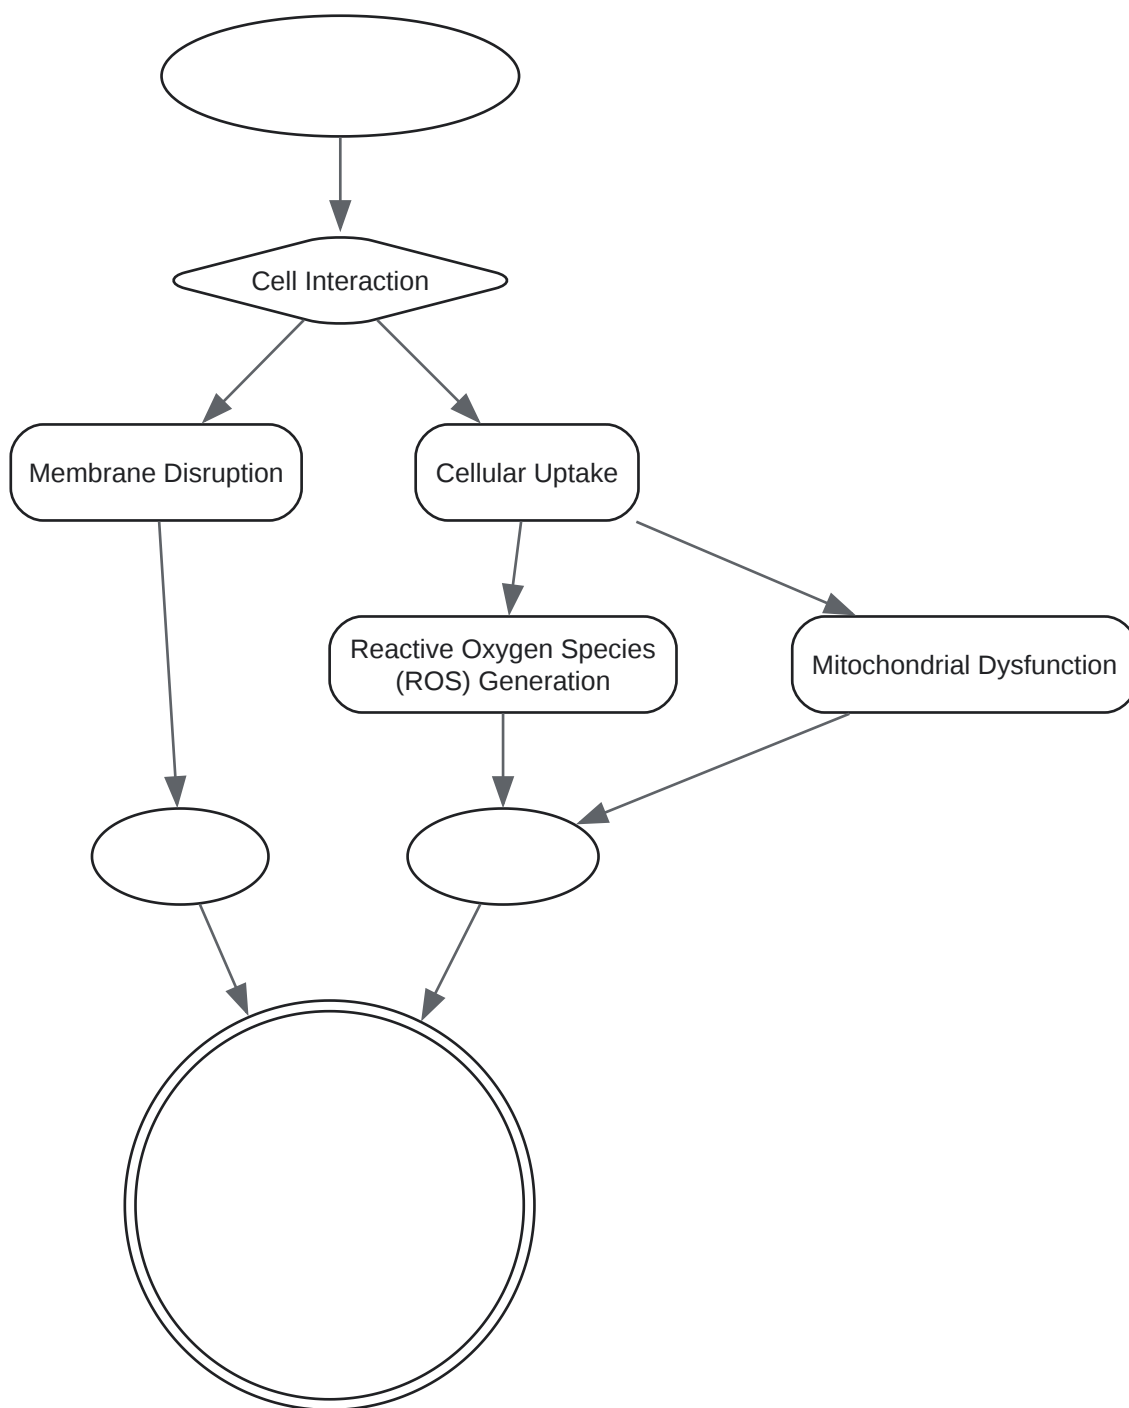 Cell Interaction
Membrane Disruption
Cellular Uptake
Reactive Oxygen Species
(ROS) Generation
Mitochondrial Dysfunction